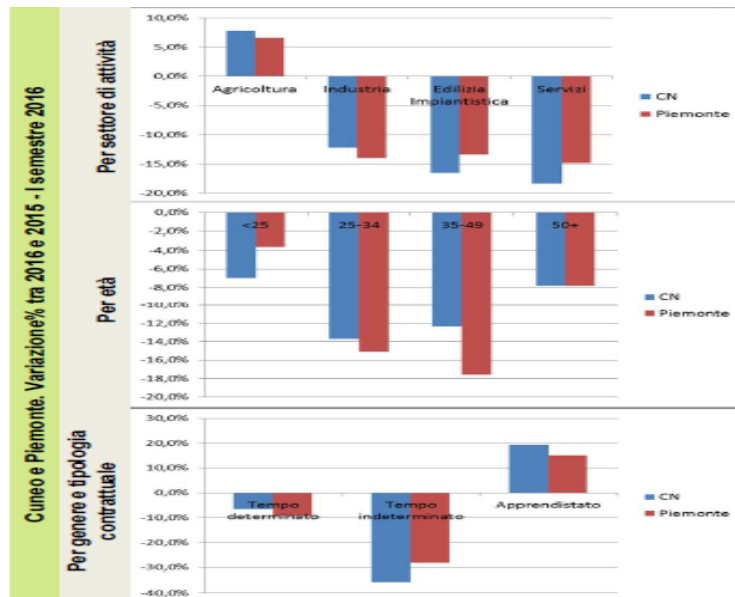 Cuneo e Piemonte. Variazione% tra 2016 e 2015 - I semestre 2016
Per settore di attività
10,0%
5,0%
0,0%
-5,0%
-10,0%
-15,0%
-20,0%
Agricoltura
Industria
Edilizia
Impiantistica
Servizi
CN
Piemonte
Per età
0,0%
-2,0%
-4,0%
-6,0%
-8,0%
-10,0%
-12,0%
-14,0%
-16,0%
-18,0%
-20,0%
<25
25-34
35-49
50+
CN
Piemonte
Per genere e tipologia
contrattuale
30,0%
20,0%
10,0%
0,0%
-10,0%
-20,0%
-30,0%
-40,0%
Tempo
determinato
Tempo
indeterminato
Apprendistato
CN
Piemonte